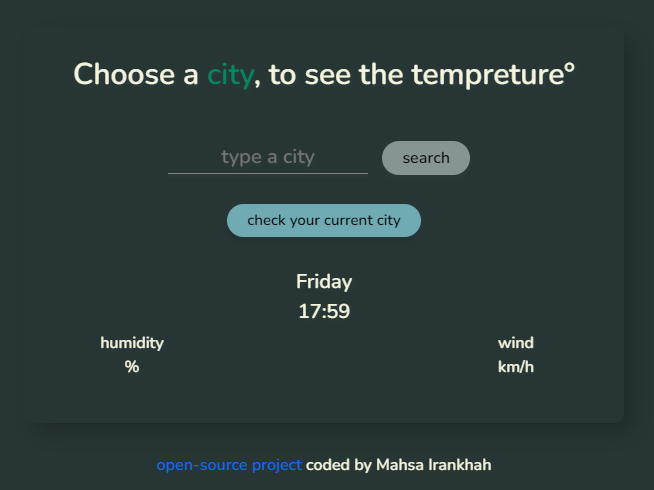 Choose a city, to see the tempreture°
type a city search
check your current city
Friday
17:59
humidity wind
% km/h
open-source project coded by Mahsa Irankhah